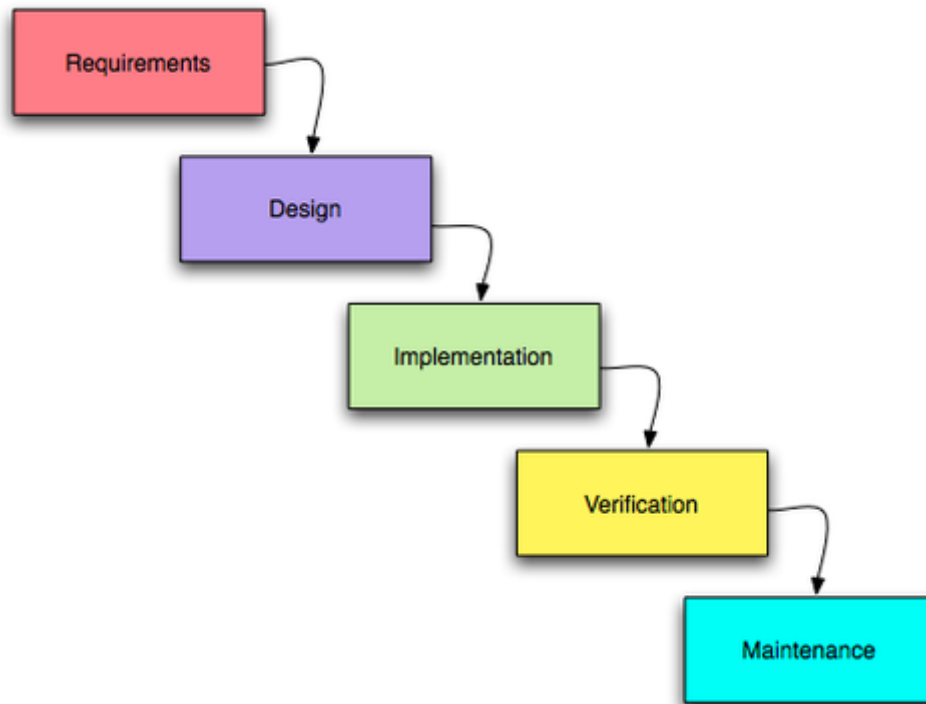 Requirements
Design
Implementation
Verification
Maintenance